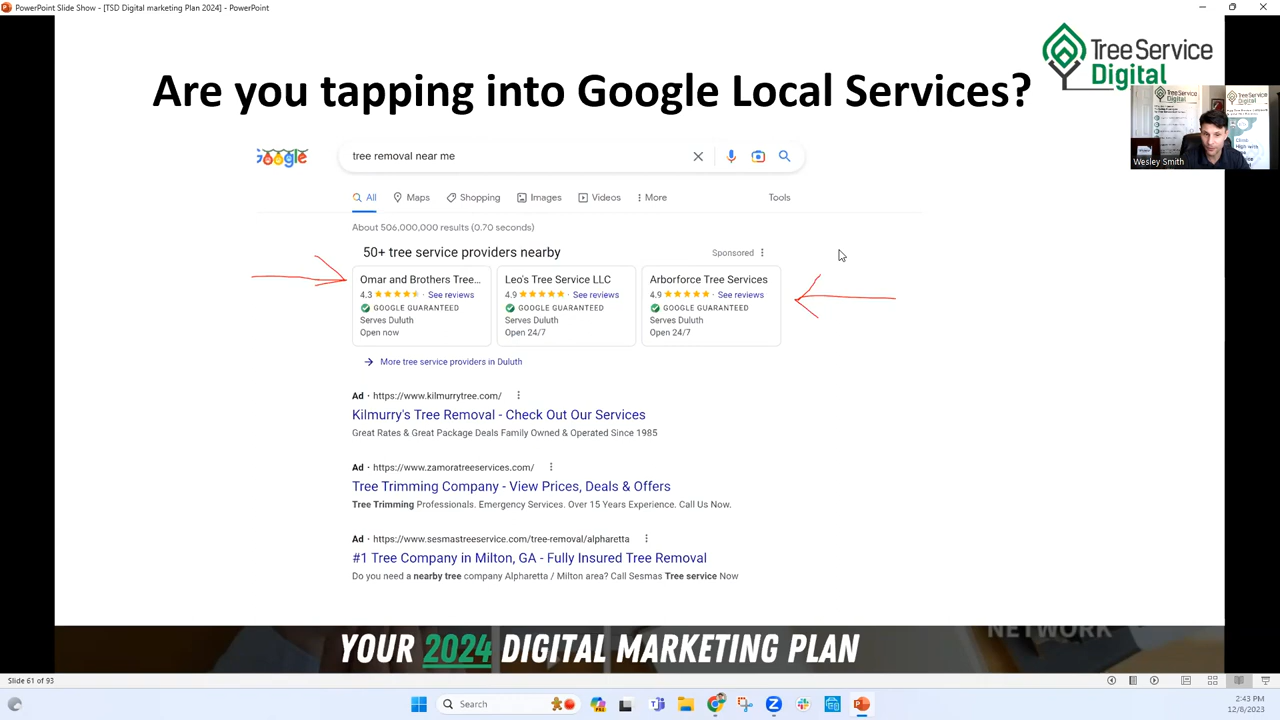 PowerPoint Slide Show - [TSD Digital marketing Plan 2024] - PowerPoint
Are you tapping into Google Local Services?
Tree Service
Digital
Wesley Smith
Google
tree removal near me
All Maps Shopping Images Videos More Tools
About 506,000,000 results (0.70 seconds)
50+ tree service providers nearby Sponsored
Omar and Brothers Tree... Leo's Tree Service LLC Arborforce Tree Services
4.3 · See reviews 4.9 · See reviews 4.9 · See reviews
GOOGLE GUARANTEED GOOGLE GUARANTEED GOOGLE GUARANTEED
Serves Duluth Serves Duluth Serves Duluth
Open now Open 24/7 Open 24/7
More tree service providers in Duluth
Ad · https://www.kilmurrytree.com/
Kilmurry's Tree Removal - Check Out Our Services
Great Rates & Great Package Deals Family Owned & Operated Since 1985
Ad · https://www.zamoratreeservices.com/
Tree Trimming Company - View Prices, Deals & Offers
Tree Trimming Professionals. Emergency Services. Over 15 Years Experience. Call Us Now.
Ad · https://www.sesmastreeservice.com/tree-removal/alpharetta
#1 Tree Company in Milton, GA - Fully Insured Tree Removal
Do you need a nearby tree company Alpharetta / Milton area? Call Sesmas Tree service Now
NETWORK
YOUR 2024 DIGITAL MARKETING PLAN
Slide 61 of 93
Search
2:43 PM
12/8/2023